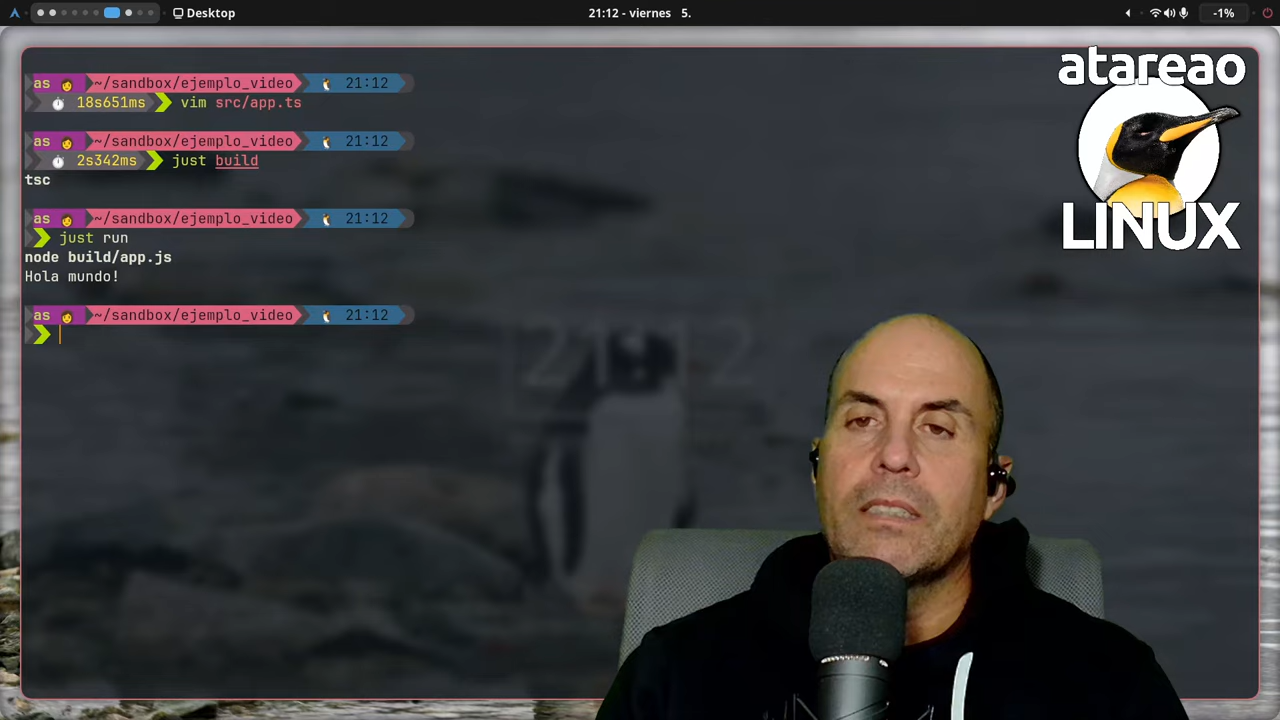 Desktop
21:12 - viernes 5.
-1%
atareao
LINUX
as ~/sandbox/ejemplo_video 21:12
18s651ms vim src/app.ts
as ~/sandbox/ejemplo_video 21:12
2s342ms just build
tsc
as ~/sandbox/ejemplo_video 21:12
just run
node build/app.js
Hola mundo!
as ~/sandbox/ejemplo_video 21:12
21:12